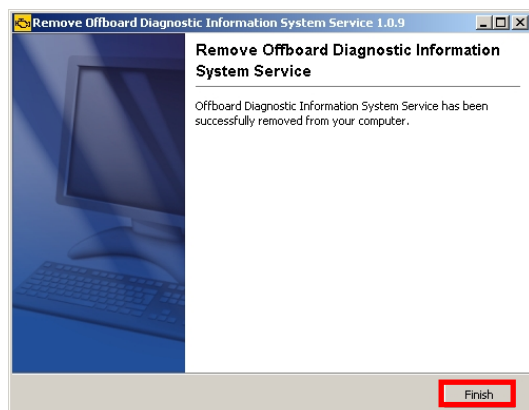 Remove Offboard Diagnostic Information System Service 1.0.9
Remove Offboard Diagnostic Information
System Service
Offboard Diagnostic Information System Service has been
successfully removed from your computer.
Finish